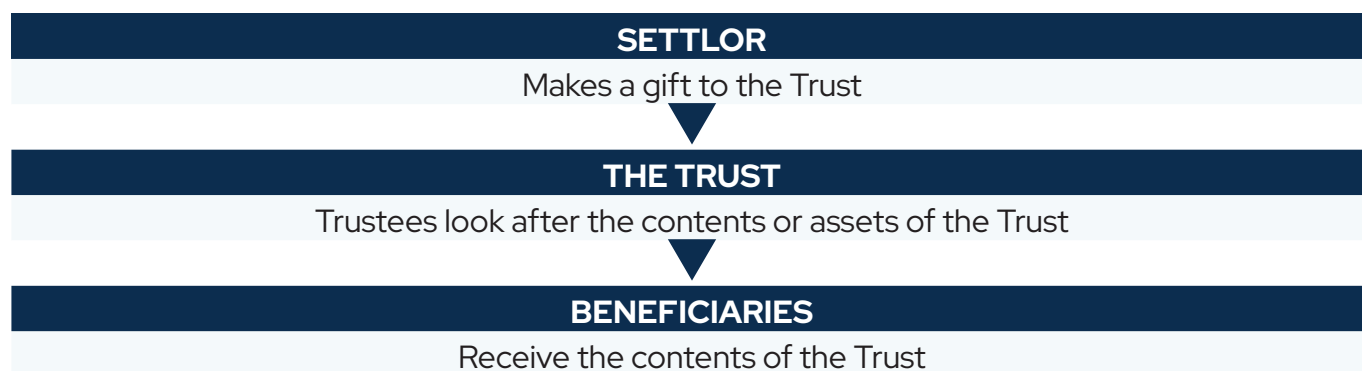 SETTLOR
Makes a gift to the Trust
THE TRUST
Trustees look after the contents or assets of the Trust
BENEFICIARIES
Receive the contents of the Trust